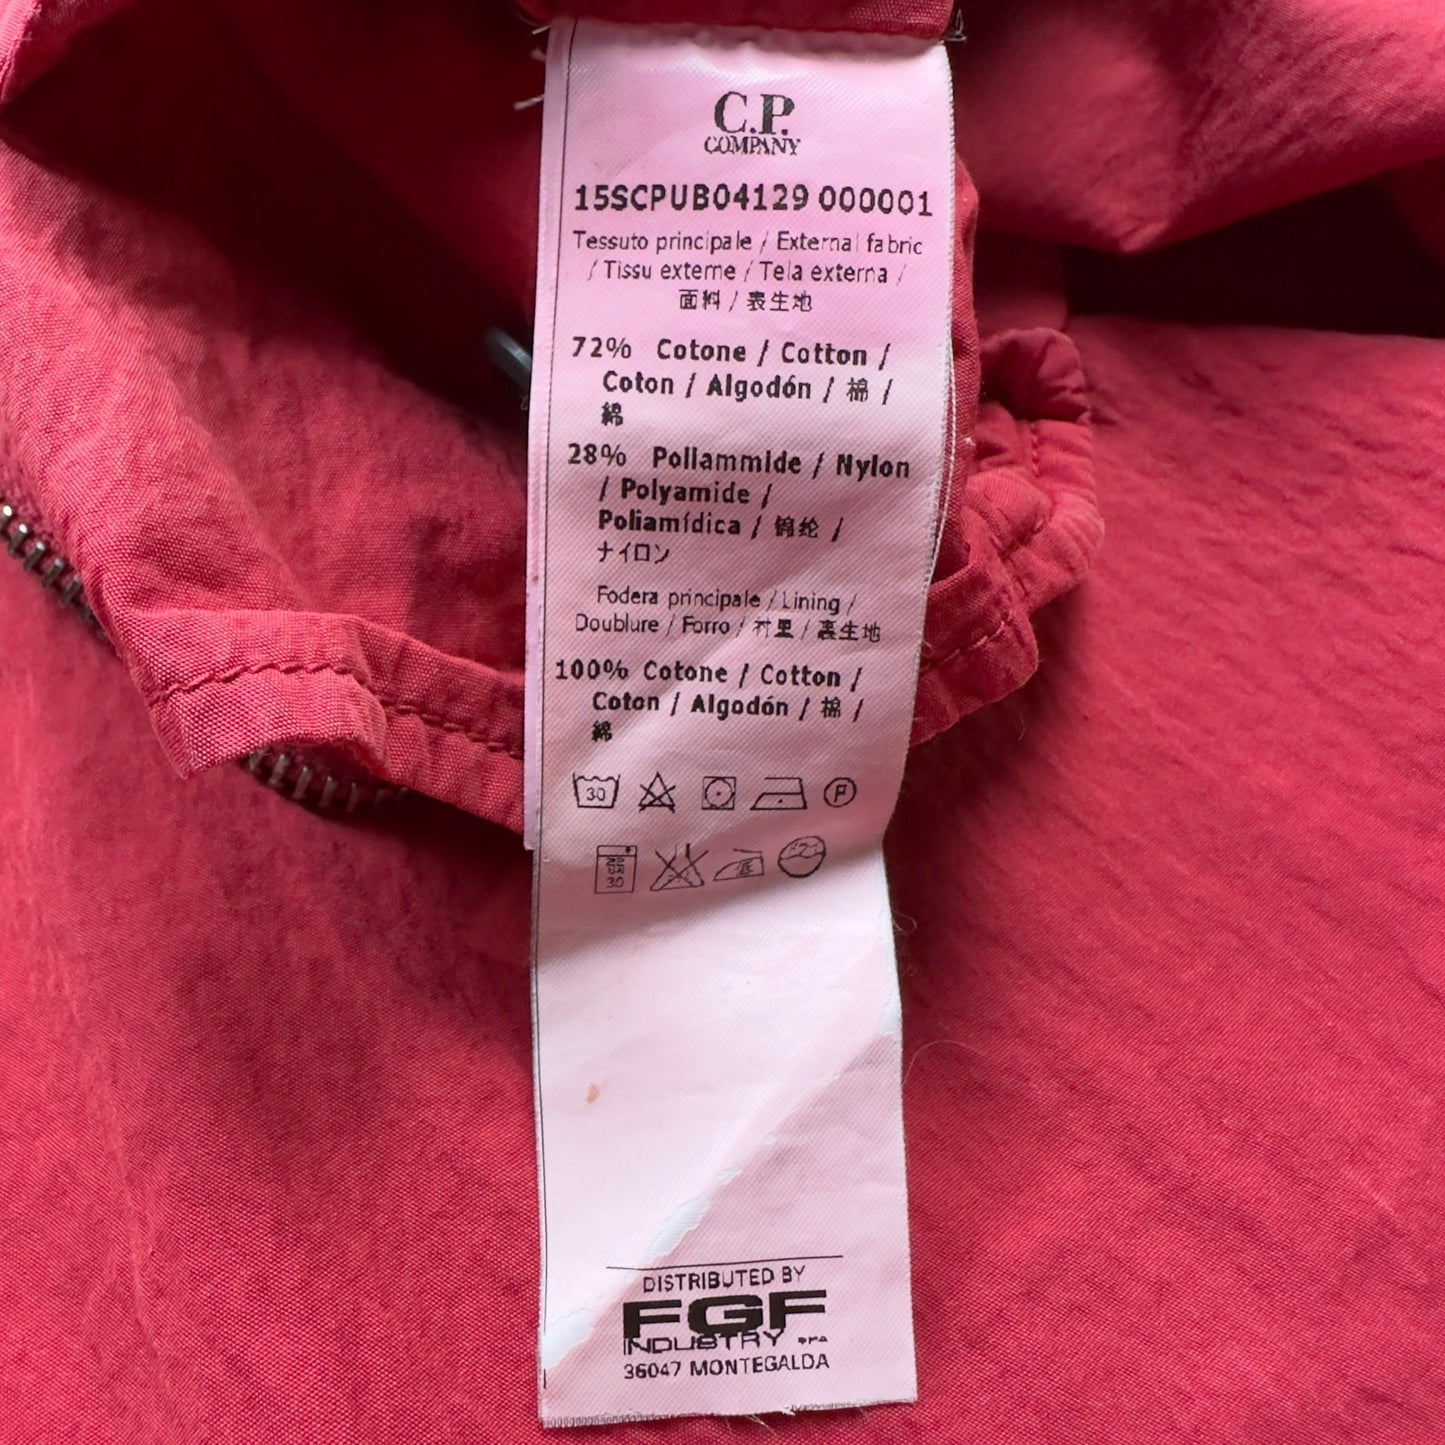 C.P.
COMPANY
15SCPUB04129 000001
Tessuto principale / External fabric
/ Tissu externe / Tela externa /
面料 / 表生地
72% Cotone / Cotton /
Coton / Algodón / 棉 /
綿
28% Poliammide / Nylon
/ Polyamide /
Poliamídica / 锦纶 /
ナイロン
Fodera principale / Lining /
Doublure / Forro / 衬里 / 裏生地
100% Cotone / Cotton /
Coton / Algodón / 棉 /
綿
30 P
30
DISTRIBUTED BY
FGF
INDUSTRY SPA
36047 MONTEGALDA